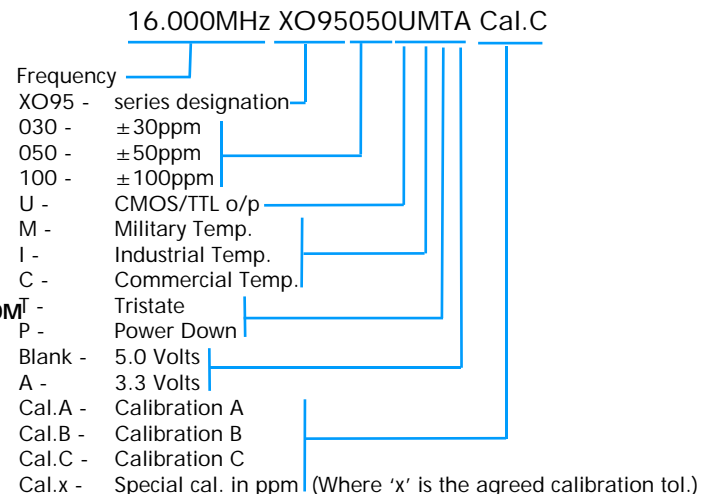 16.000MHz XO95050UMTA Cal.C
Frequency
XO95 - series designation
030 - ±30ppm
050 - ±50ppm
100 - ±100ppm
U - CMOS/TTL o/p
M - Military Temp.
I - Industrial Temp.
C - Commercial Temp.
T - Tristate
P - Power Down
Blank - 5.0 Volts
A - 3.3 Volts
Cal.A - Calibration A
Cal.B - Calibration B
Cal.C - Calibration C
Cal.x - Special cal. in ppm (Where ‘x’ is the agreed calibration tol.)